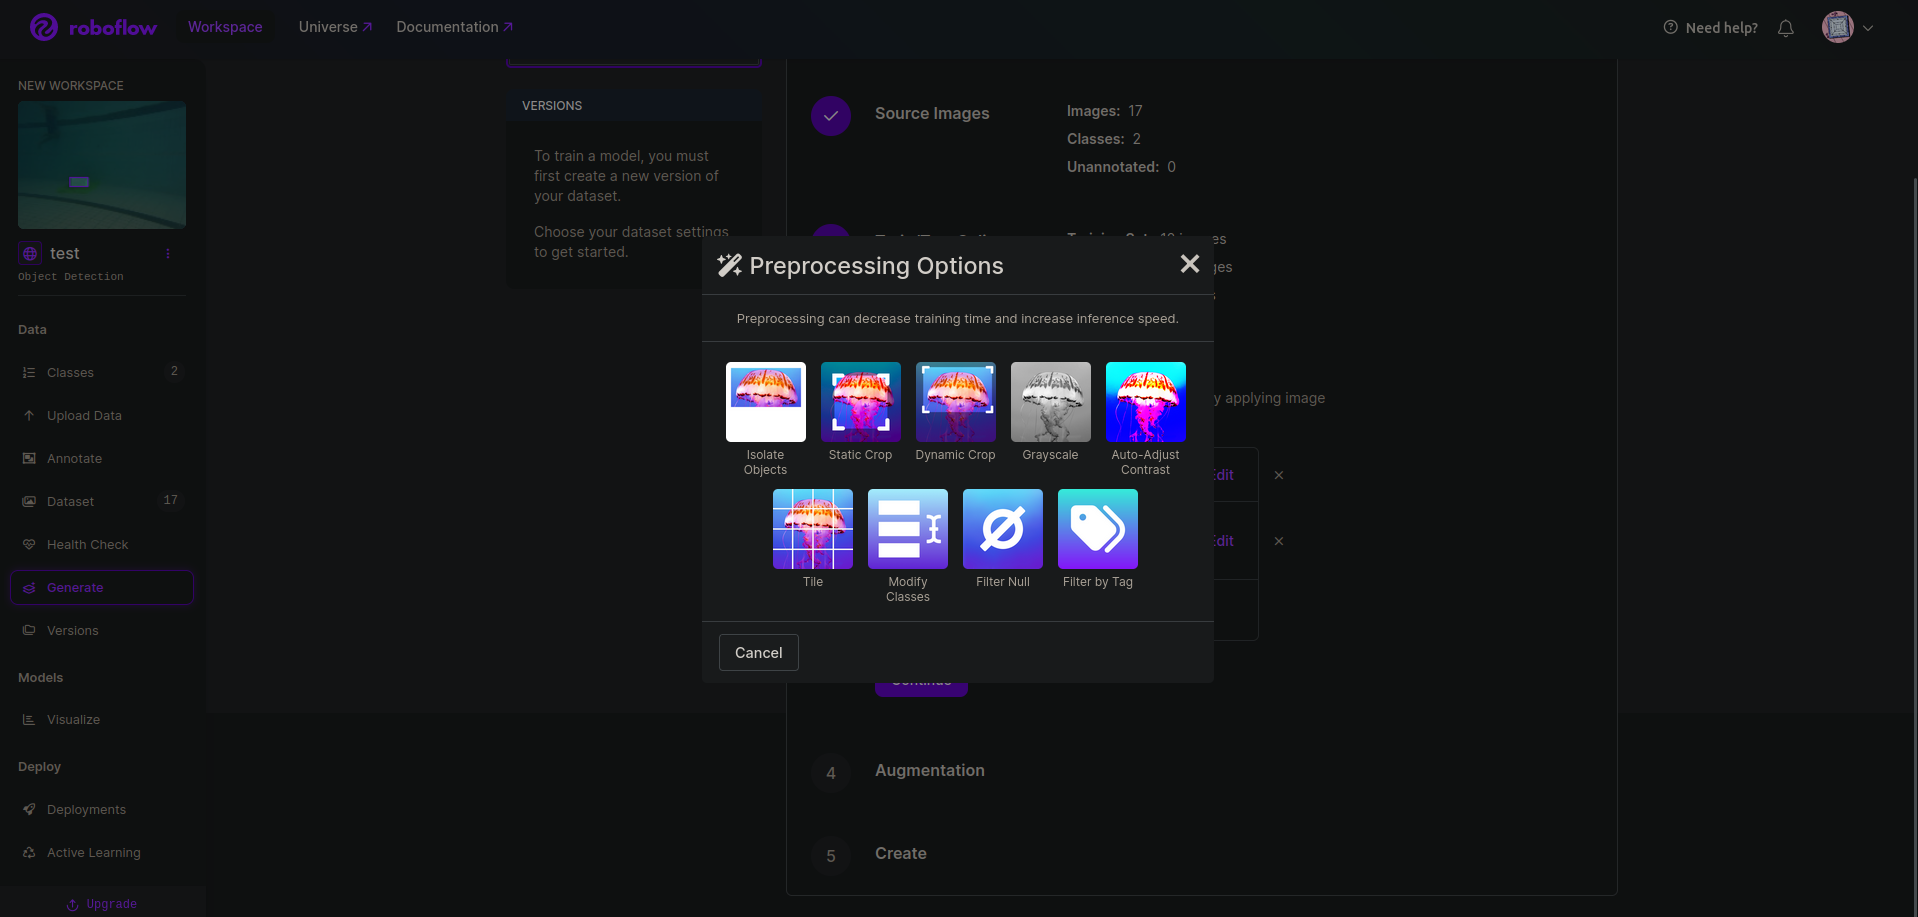 roboflow
Workspace
Universe
Documentation
Need help?
NEW WORKSPACE
test
Object Detection
Data
Classes 2
Upload Data
Annotate
Dataset 17
Health Check
Generate
Versions
Models
Visualize
Deploy
Deployments
Active Learning
Upgrade
VERSIONS
To train a model, you must
first create a new version of
your dataset.
Choose your dataset settings
to get started.
Source Images
Images: 17
Classes: 2
Unannotated: 0
Preprocessing Options
Preprocessing can decrease training time and increase inference speed.
Isolate
Objects
Static Crop
Dynamic Crop
Grayscale
Auto-Adjust
Contrast
Tile
Modify
Classes
Filter Null
Filter by Tag
Cancel
applying image
Edit
Edit
Continue
4
Augmentation
5
Create